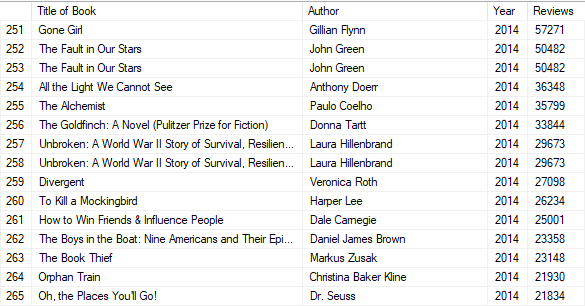 Title of Book Author Year Reviews
251 Gone Girl Gillian Flynn 2014 57271
252 The Fault in Our Stars John Green 2014 50482
253 The Fault in Our Stars John Green 2014 50482
254 All the Light We Cannot See Anthony Doerr 2014 36348
255 The Alchemist Paulo Coelho 2014 35799
256 The Goldfinch: A Novel (Pulitzer Prize for Fiction) Donna Tartt 2014 33844
257 Unbroken: A World War II Story of Survival, Resilien... Laura Hillenbrand 2014 29673
258 Unbroken: A World War II Story of Survival, Resilien... Laura Hillenbrand 2014 29673
259 Divergent Veronica Roth 2014 27098
260 To Kill a Mockingbird Harper Lee 2014 26234
261 How to Win Friends & Influence People Dale Carnegie 2014 25001
262 The Boys in the Boat: Nine Americans and Their Epi... Daniel James Brown 2014 23358
263 The Book Thief Markus Zusak 2014 23148
264 Orphan Train Christina Baker Kline 2014 21930
265 Oh, the Places You'll Go! Dr. Seuss 2014 21834